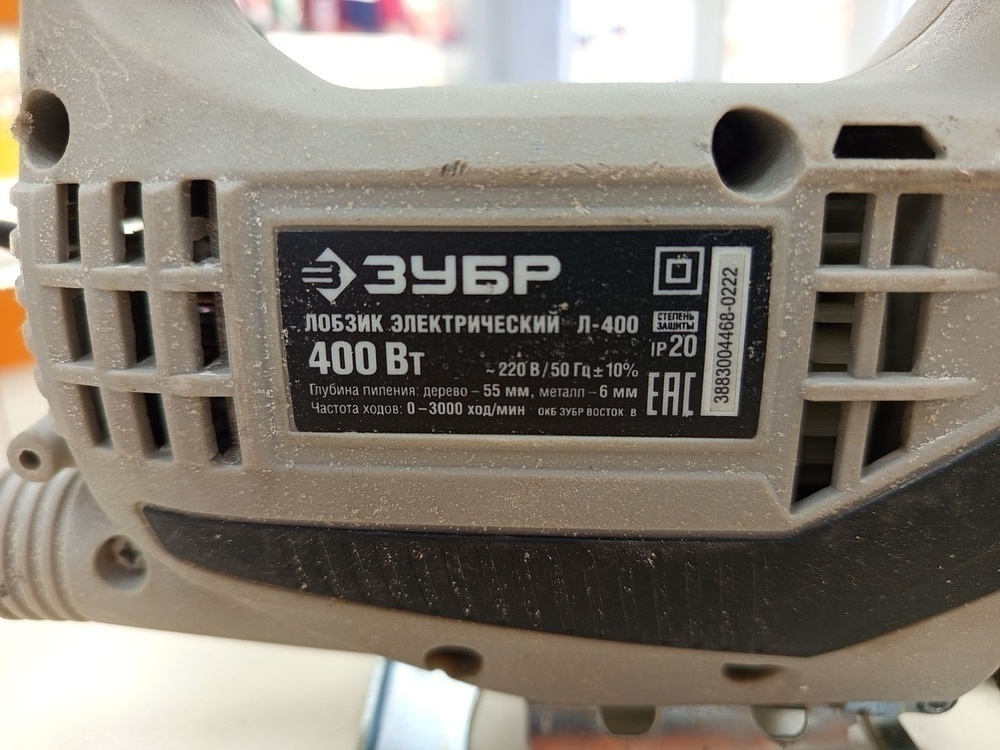 ЗУБР
ЛОБЗИК ЭЛЕКТРИЧЕСКИЙ Л-400
400 Вт ~220 В/50 Гц ± 10%
Глубина пиления: дерево – 55 мм, металл – 6 мм
Частота ходов: 0–3000 ход/мин ОКБ ЗУБР ВОСТОК. В
СТЕПЕНЬ
ЗАЩИТЫ
IP20
EAC
3883004468-0222